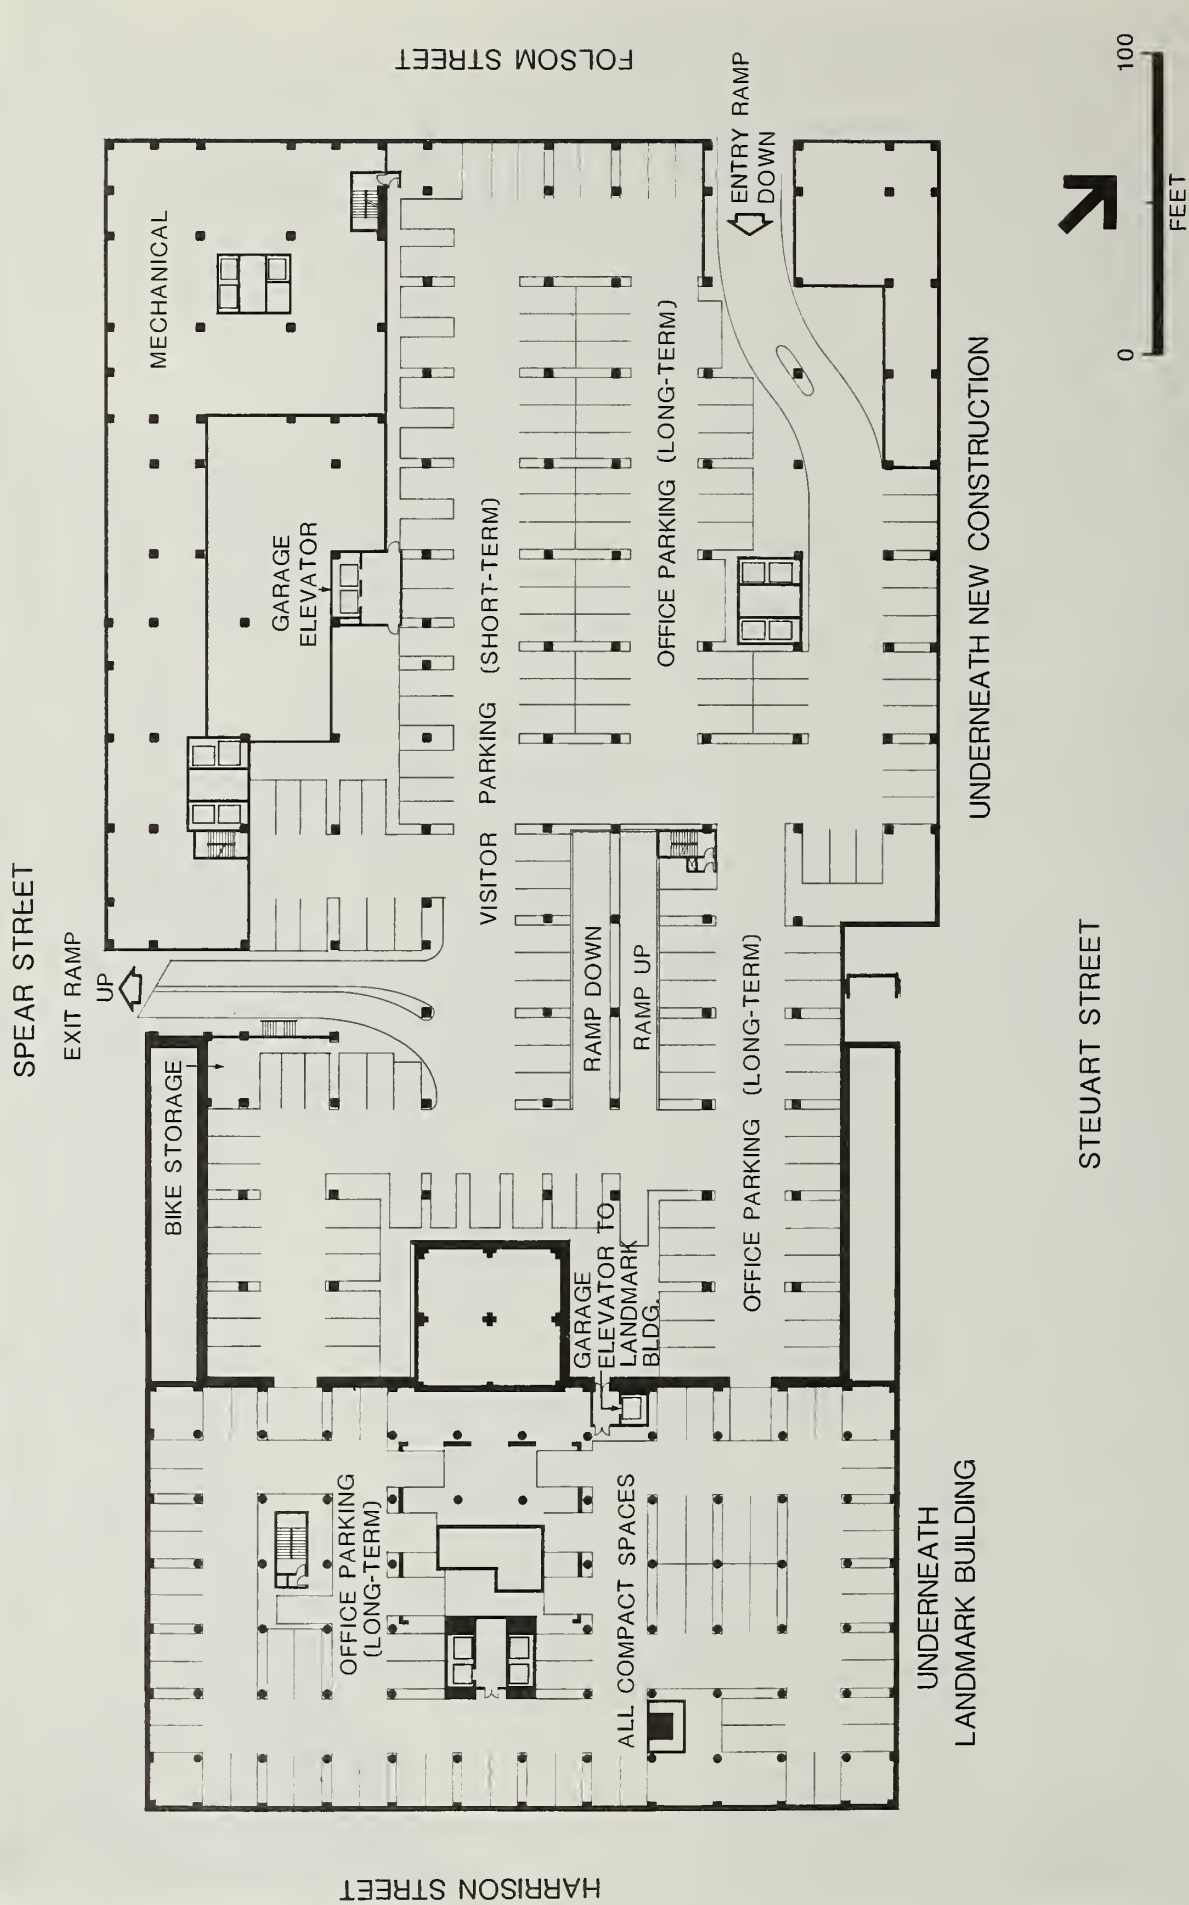 FOLSOM STREET
ENTRY RAMP
DOWN
MECHANICAL
GARAGE
ELEVATOR
VISITOR PARKING (SHORT-TERM)
OFFICE PARKING (LONG-TERM)
UNDERNEATH NEW CONSTRUCTION
0
100
FEET
SPEAR STREET
EXIT RAMP
UP
RAMP DOWN
RAMP UP
OFFICE PARKING (LONG-TERM)
STEUART STREET
BIKE STORAGE
GARAGE
ELEVATOR TO
LANDMARK
BLDG.
OFFICE PARKING
(LONG-TERM)
ALL COMPACT SPACES
UNDERNEATH
LANDMARK BUILDING
HARRISON STREET